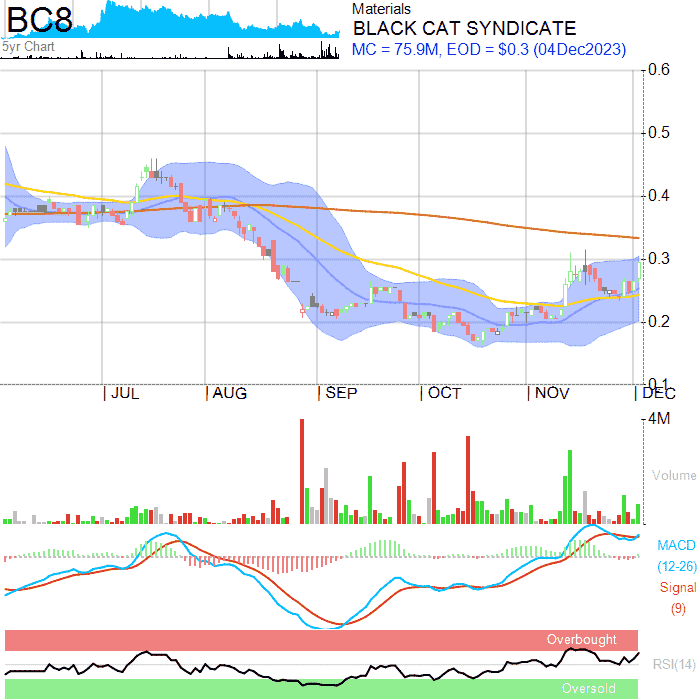 BC8
5yr Chart
Materials
BLACK CAT SYNDICATE
MC = 75.9M, EOD = $0.3 (04Dec2023)
0.6
0.5
0.4
0.3
0.2
0.1
JUL AUG SEP OCT NOV DEC
4M
Volume
MACD
(12-26)
Signal
(9)
Overbought
RSI(14)
Oversold